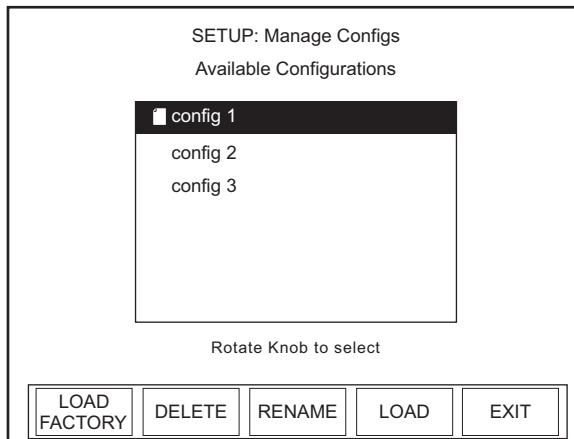 SETUP: Manage Configs
Available Configurations
config 1
config 2
config 3
Rotate Knob to select
LOAD
FACTORY
DELETE
RENAME
LOAD
EXIT